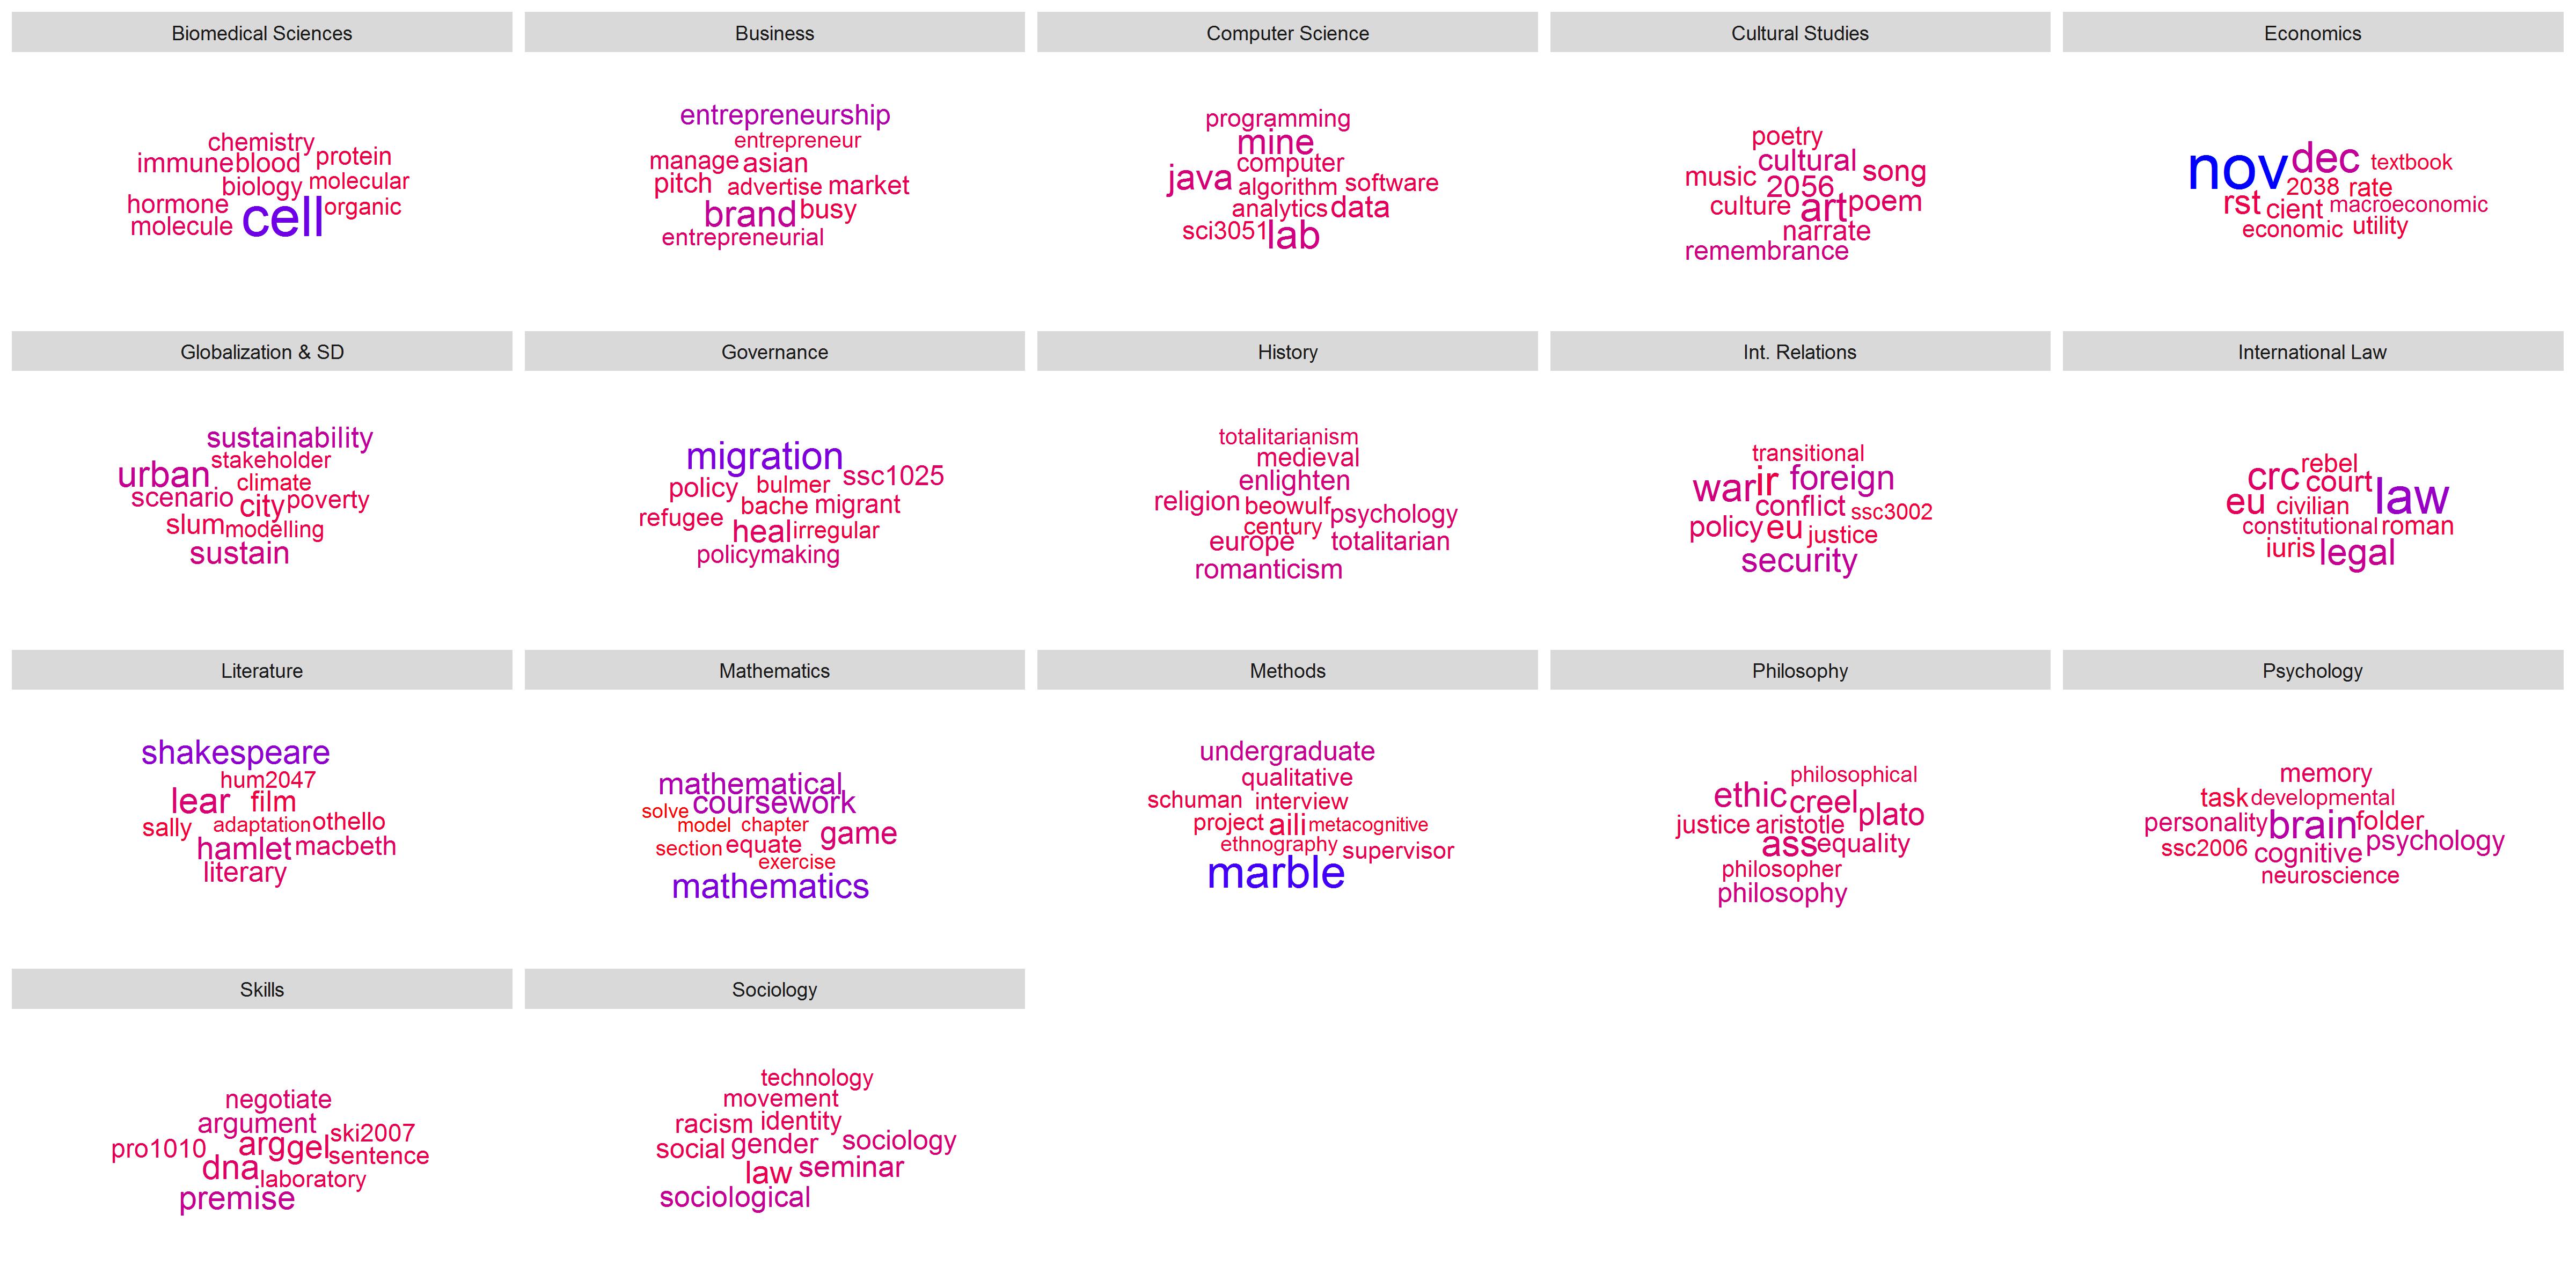 Biomedical Sciences
chemistry
immune blood protein
biology molecular
hormone cell organic
molecule
Business
entrepreneurship
entrepreneur
manage asian
pitch advertise market
brand busy
entrepreneurial
Computer Science
programming
mine
computer
java algorithm software
analytics data
sci3051 lab
Cultural Studies
poetry
cultural song
music 2056
culture art poem
narrate
remembrance
Economics
nov dec textbook
2038 rate
rst cient macroeconomic
economic utility
Globalization & SD
sustainability
urban stakeholder
climate
scenario city poverty
slum modelling
sustain
Governance
migration ssc1025
policy bulmer
bache migrant
refugee heal irregular
policymaking
History
totalitarianism
medieval
enlighten
religion beowulf psychology
century
europe totalitarian
romanticism
Int. Relations
transitional
war ir foreign
conflict ssc3002
policy eu justice
security
International Law
crc rebel
court law
eu civilian
constitutional roman
iuris legal
Literature
shakespeare
hum2047
lear film
sally adaptation othello
hamlet macbeth
literary
Mathematics
mathematical
solve coursework
model chapter game
section equate
exercise
mathematics
Methods
undergraduate
qualitative
schuman interview
project aili metacognitive
ethnography supervisor
marble
Philosophy
philosophical
ethic creel plato
justice aristotle
ass equality
philosopher
philosophy
Psychology
memory
task developmental
personality brain folder
ssc2006 cognitive psychology
neuroscience
Skills
negotiate
argument ski2007
pro1010 arg gel sentence
dna laboratory
premise
Sociology
technology
movement
racism identity
social gender sociology
law seminar
sociological